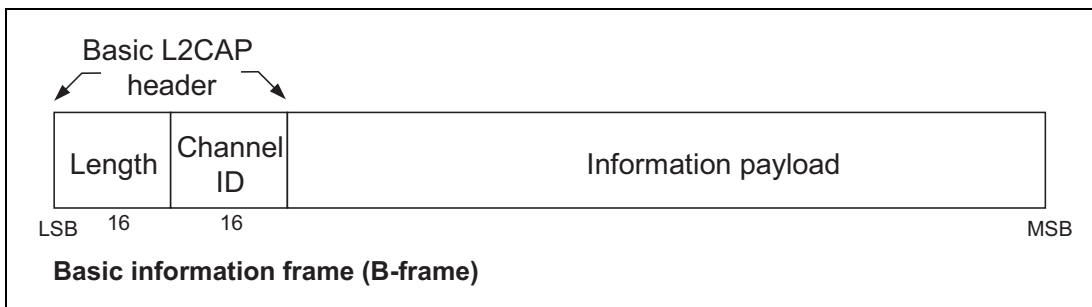 Basic L2CAP
header
Length
Channel
ID
Information payload
LSB
16
16
MSB
Basic information frame (B-frame)